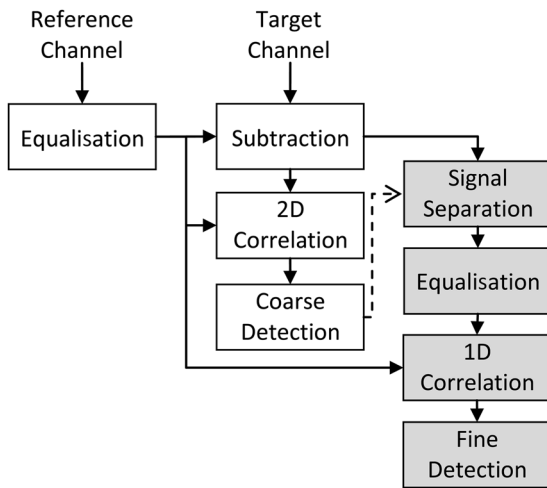 Reference
Channel
Target
Channel
Equalisation
Subtraction
Signal
Separation
2D
Correlation
Equalisation
Coarse
Detection
1D
Correlation
Fine
Detection